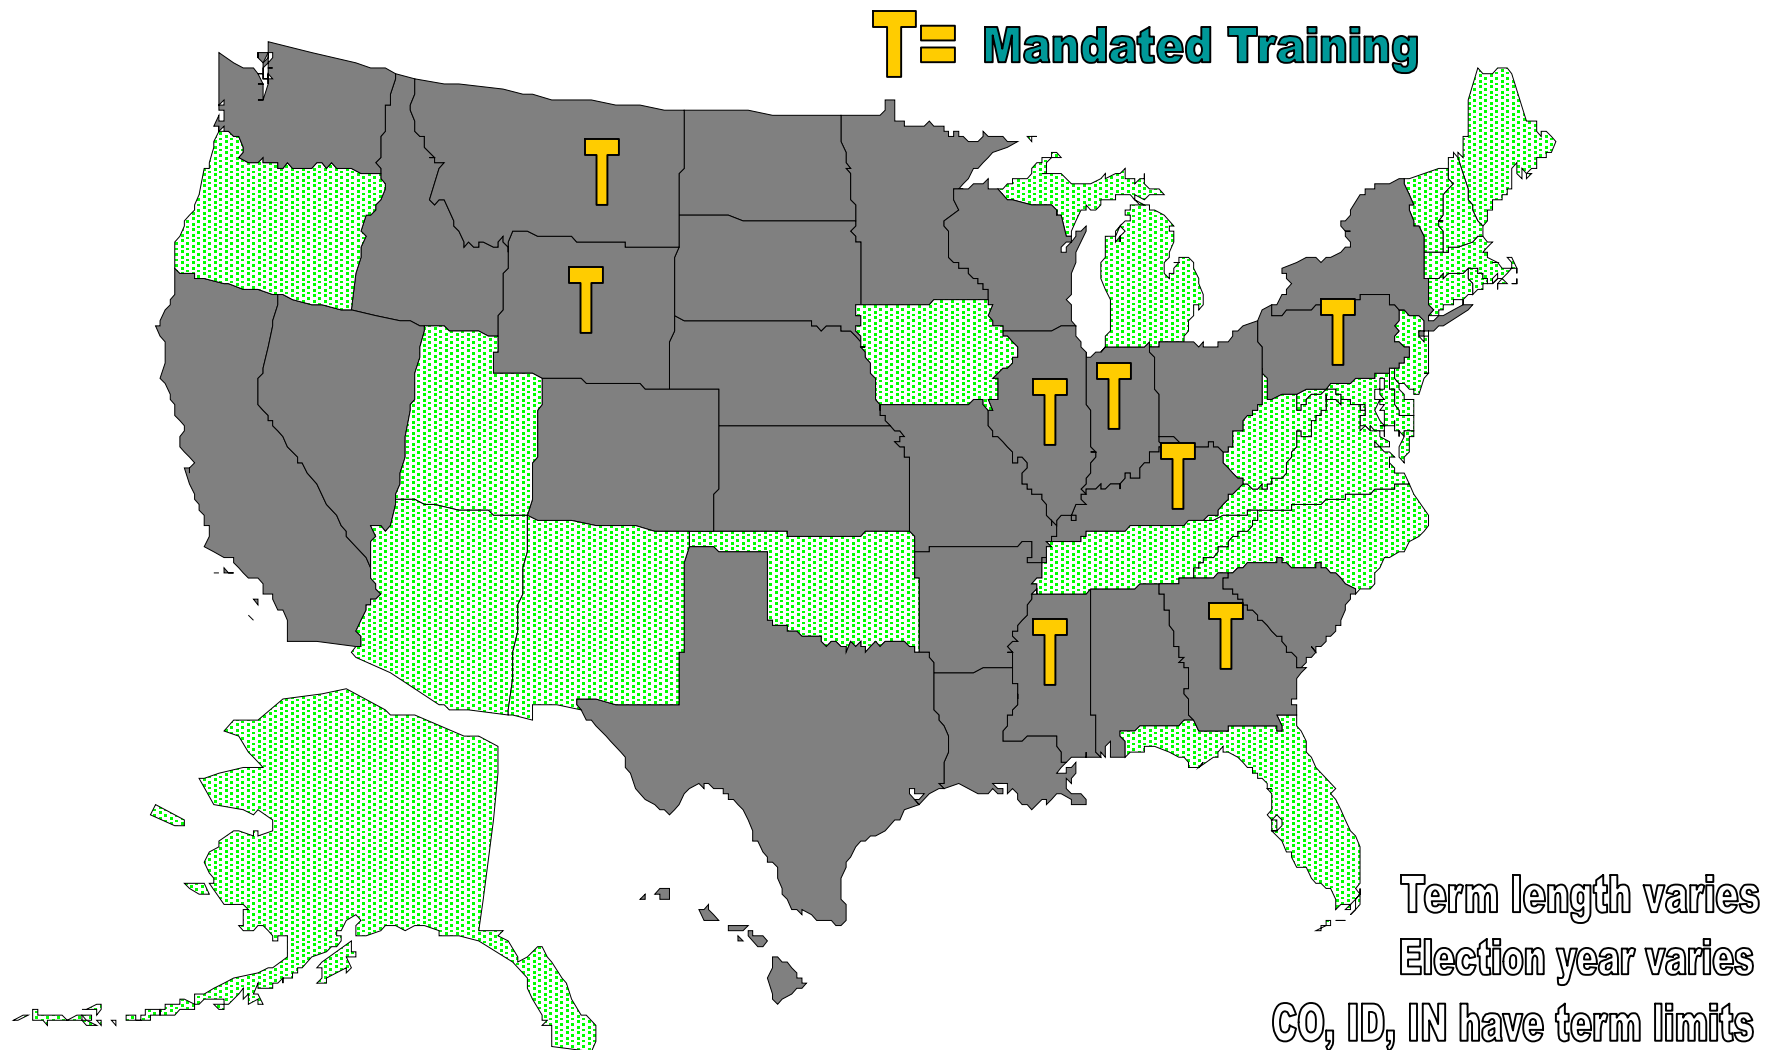 T= Mandated Training
T
T
T
T
T
T
T
T
Term length varies
Election year varies
CO, ID, IN have term limits